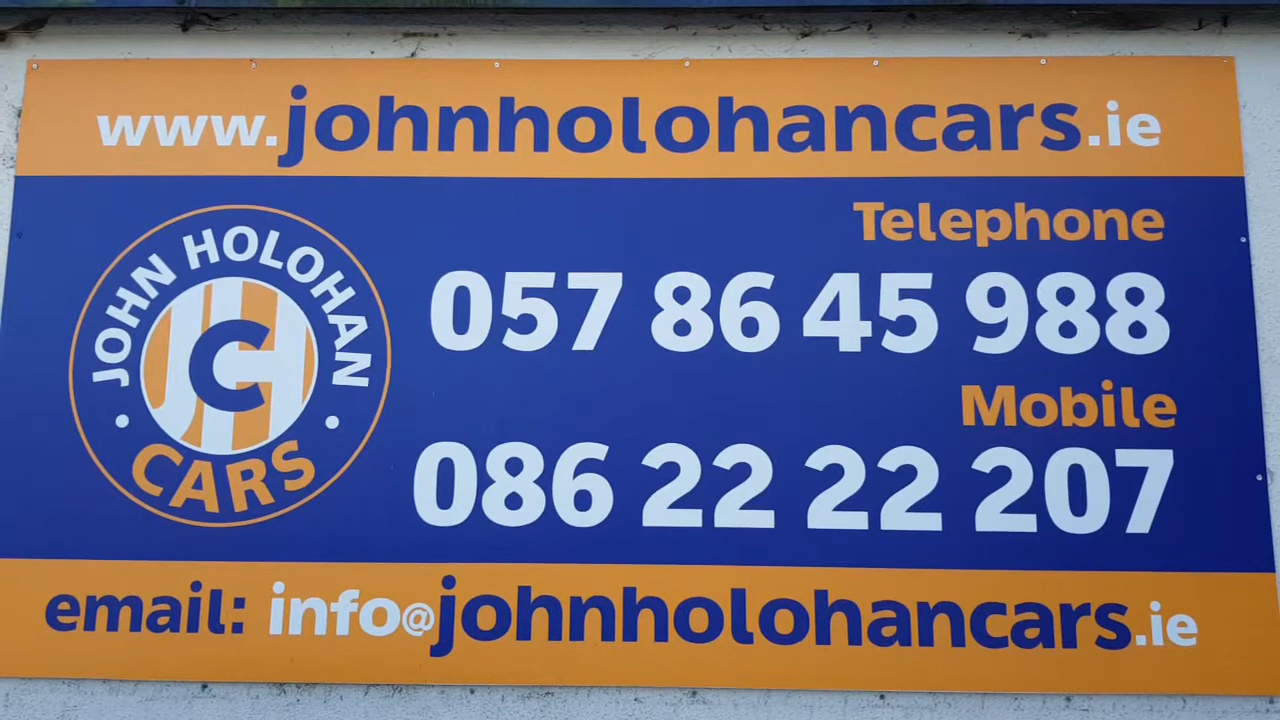 www.johnholohancars.ie
JOHN HOLOHAN
JHC
CARS
Telephone
057 86 45 988
Mobile
086 22 22 207
email: info@johnholohancars.ie